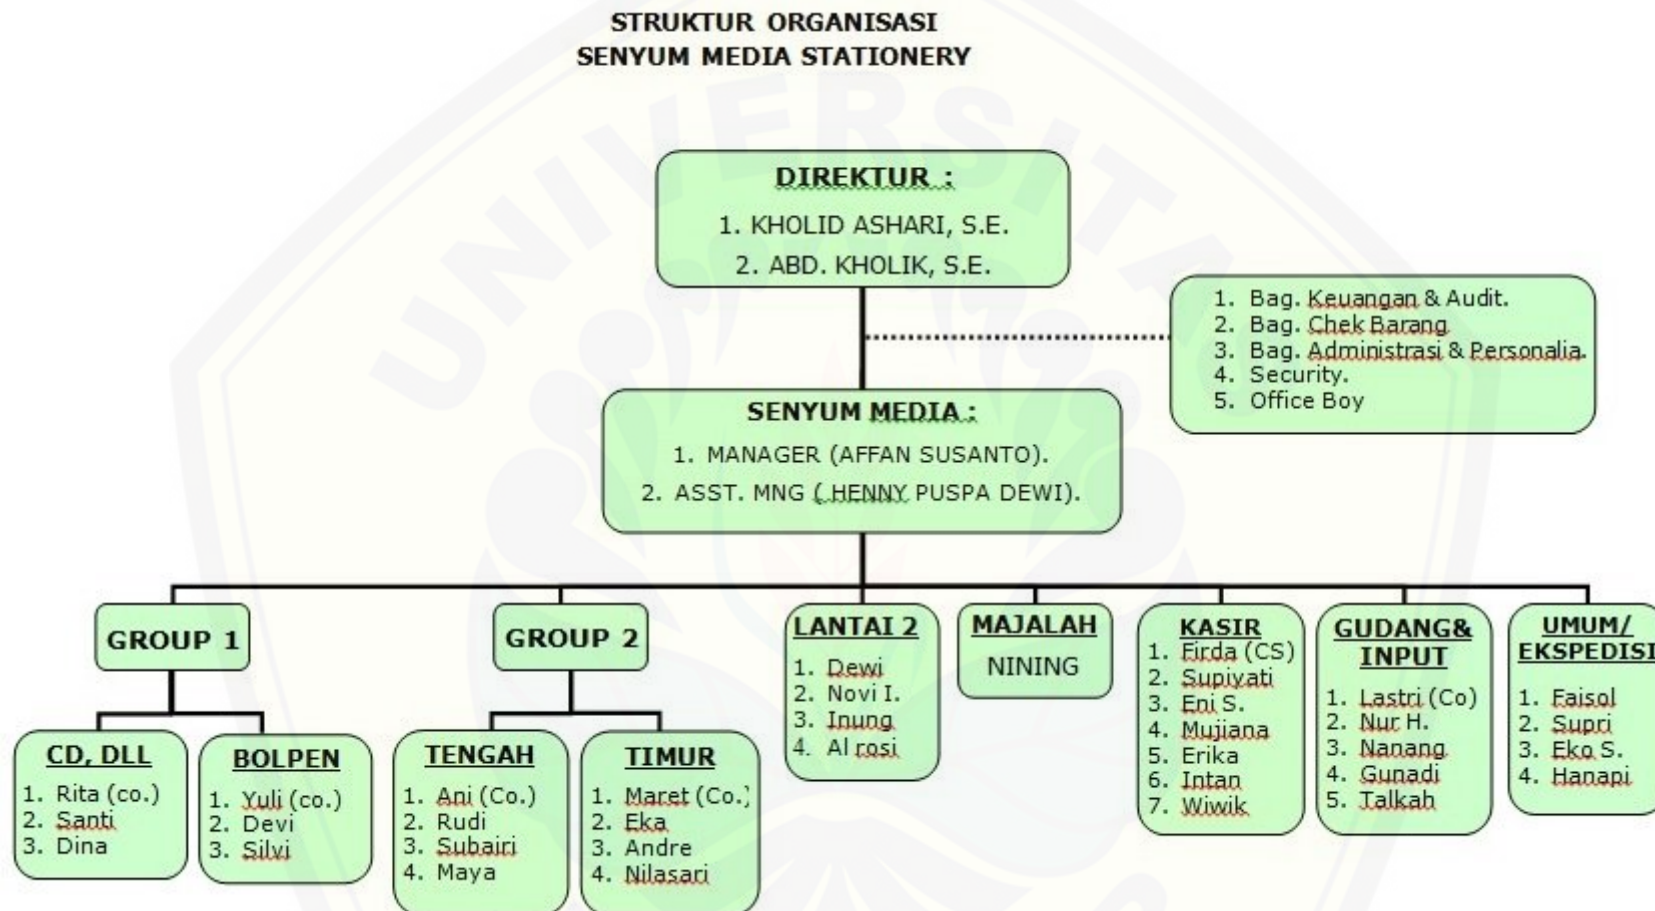 STRUKTUR ORGANISASI
SENYUM MEDIA STATIONERY
UNIVERSITAS
DIREKTUR :
1. KHOLID ASHARI, S.E.
2. ABD. KHOLIK, S.E.
1. Bag. Keuangan & Audit.
2. Bag. Chek Barang
3. Bag. Administrasi & Personalia.
4. Security.
5. Office Boy
SENYUM MEDIA :
1. MANAGER (AFFAN SUSANTO).
2. ASST. MNG ( HENNY PUSPA DEWI).
GROUP 1
CD, DLL
1. Rita (co.)
2. Santi
3. Dina
BOLPEN
1. Yuli (co.)
2. Devi
3. Silvi
GROUP 2
TENGAH
1. Ani (Co.)
2. Rudi
3. Subairi
4. Maya
TIMUR
1. Maret (Co.)
2. Eka
3. Andre
4. Nilasari
LANTAI 2
1. Dewi
2. Novi I.
3. Inung
4. Al rosi
MAJALAH
NINING
KASIR
1. Firda (CS)
2. Supiyati
3. Eni S.
4. Mujiana
5. Erika
6. Intan
7. Wiwik
GUDANG&
INPUT
1. Lastri (Co)
2. Nur H.
3. Nanang
4. Gunadi
5. Talkah
UMUM/
EKSPEDISI
1. Faisol
2. Supri
3. Eko S.
4. Hanapi